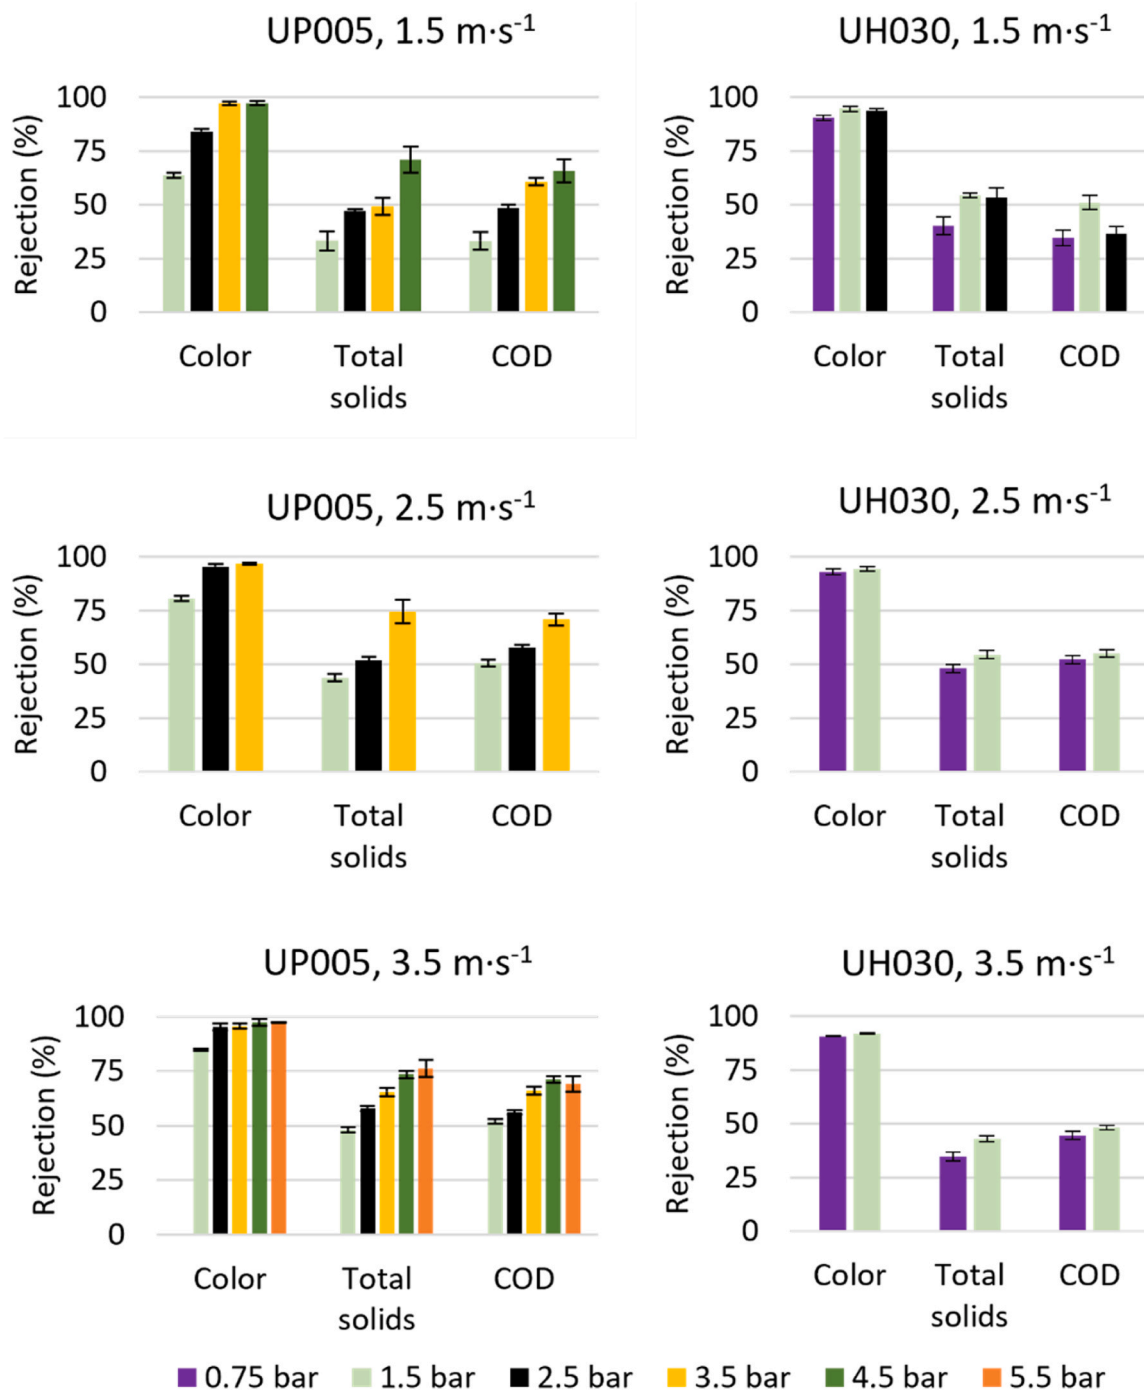 UP005, 1.5 m·s⁻¹
Rejection (%)
100
75
50
25
0
Color
Total
solids
COD
UH030, 1.5 m·s⁻¹
Rejection (%)
100
75
50
25
0
Color
Total
solids
COD
UP005, 2.5 m·s⁻¹
Rejection (%)
100
75
50
25
0
Color
Total
solids
COD
UH030, 2.5 m·s⁻¹
Rejection (%)
100
75
50
25
0
Color
Total
solids
COD
UP005, 3.5 m·s⁻¹
Rejection (%)
100
75
50
25
0
Color
Total
solids
COD
UH030, 3.5 m·s⁻¹
Rejection (%)
100
75
50
25
0
Color
Total
solids
COD
0.75 bar 1.5 bar 2.5 bar 3.5 bar 4.5 bar 5.5 bar